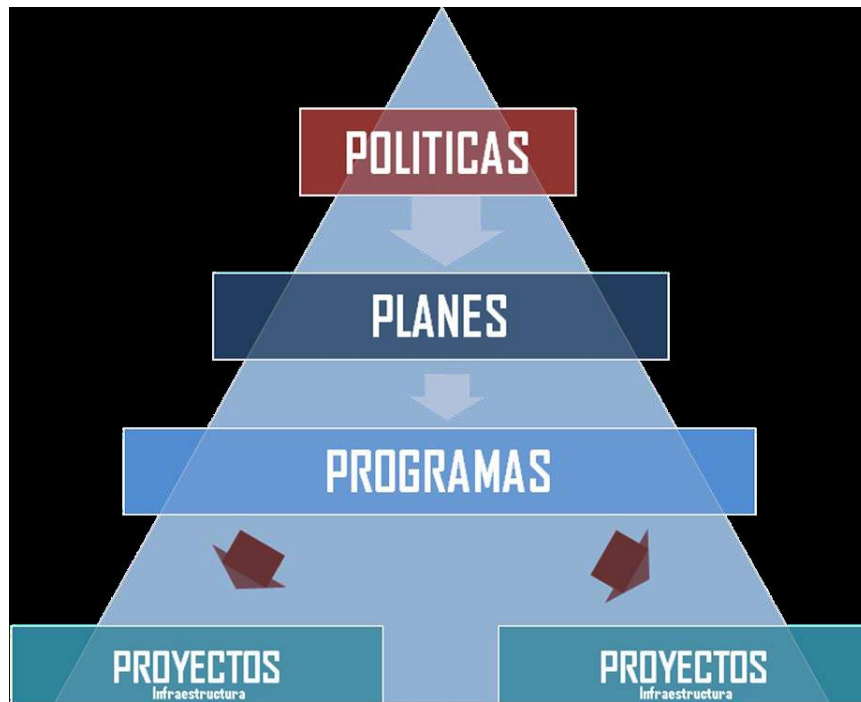 POLITICAS
PLANES
PROGRAMAS
PROYECTOS
Infraestructura
PROYECTOS
Infraestructura